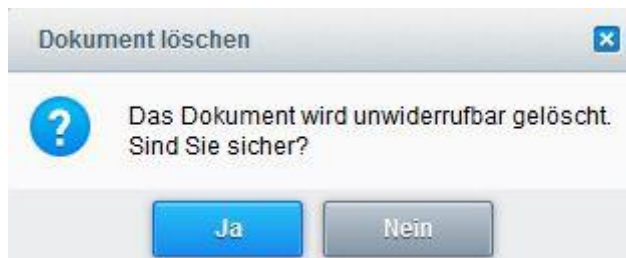 Dokument löschen
Das Dokument wird unwiderrufbar gelöscht.
Sind Sie sicher?
Ja
Nein